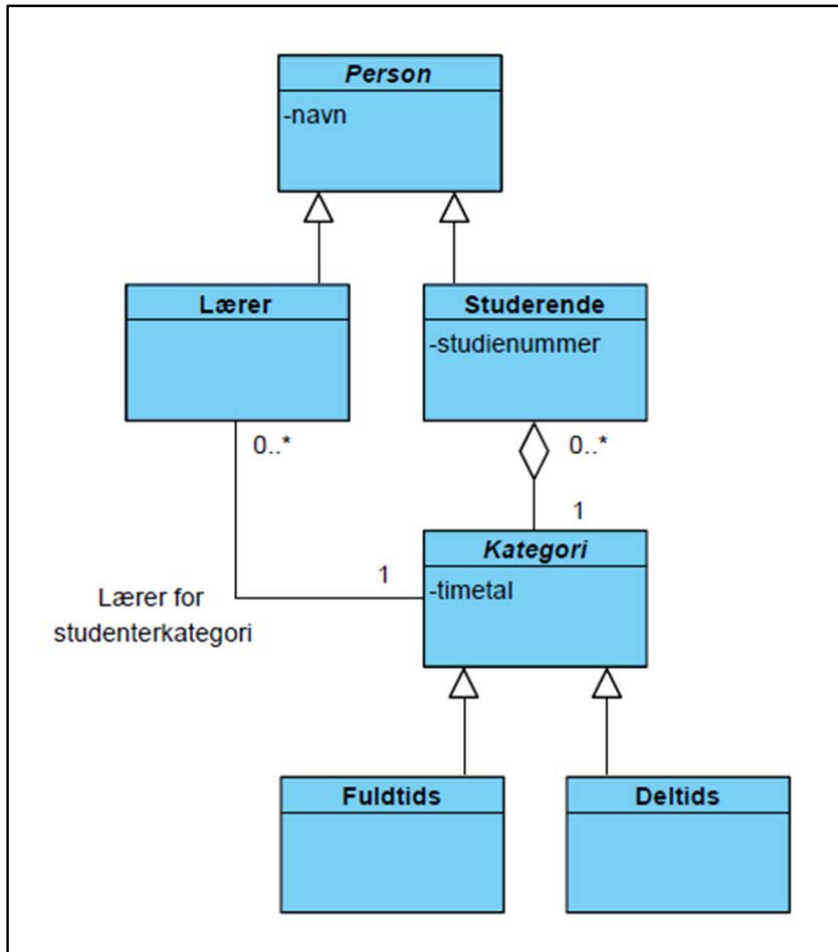 Person
-navn
Lærer
Studerende
-studienummer
0..*
0..*
1
Kategori
1
-timetal
Lærer for
studenterkategori
Fuldtids
Deltids